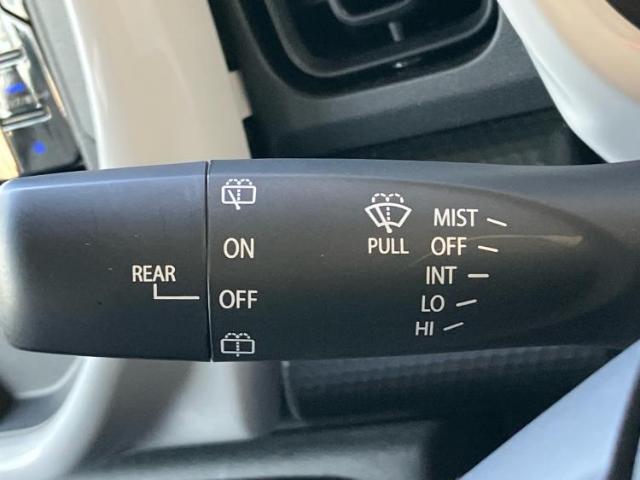 REAR
ON
OFF
PULL
MIST
OFF
INT
LO
HI